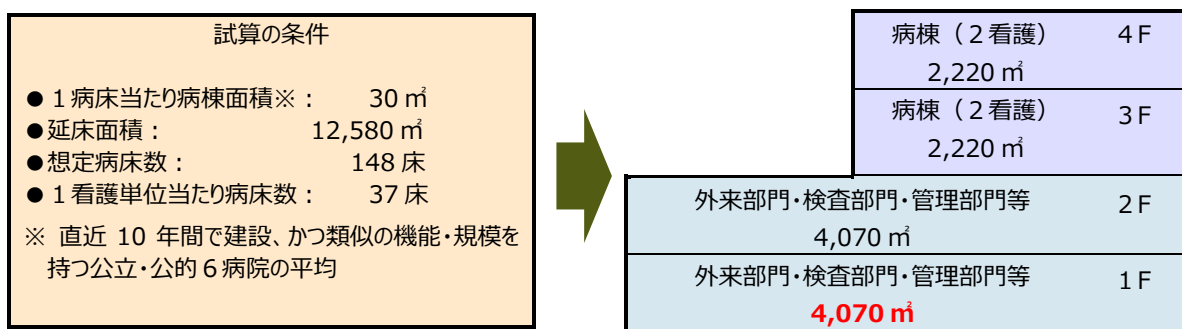 試算の条件
●１病床当たり病棟面積※： 30 ㎡
●延床面積： 12,580 ㎡
●想定病床数： 148 床
●１看護単位当たり病床数： 37 床
※ 直近 10 年間で建設、かつ類似の機能・規模を
持つ公立・公的６病院の平均
病棟（２看護） ４F
2,220 ㎡
病棟（２看護） ３F
2,220 ㎡
外来部門・検査部門・管理部門等 ２F
4,070 ㎡
外来部門・検査部門・管理部門等 １F
4,070 ㎡